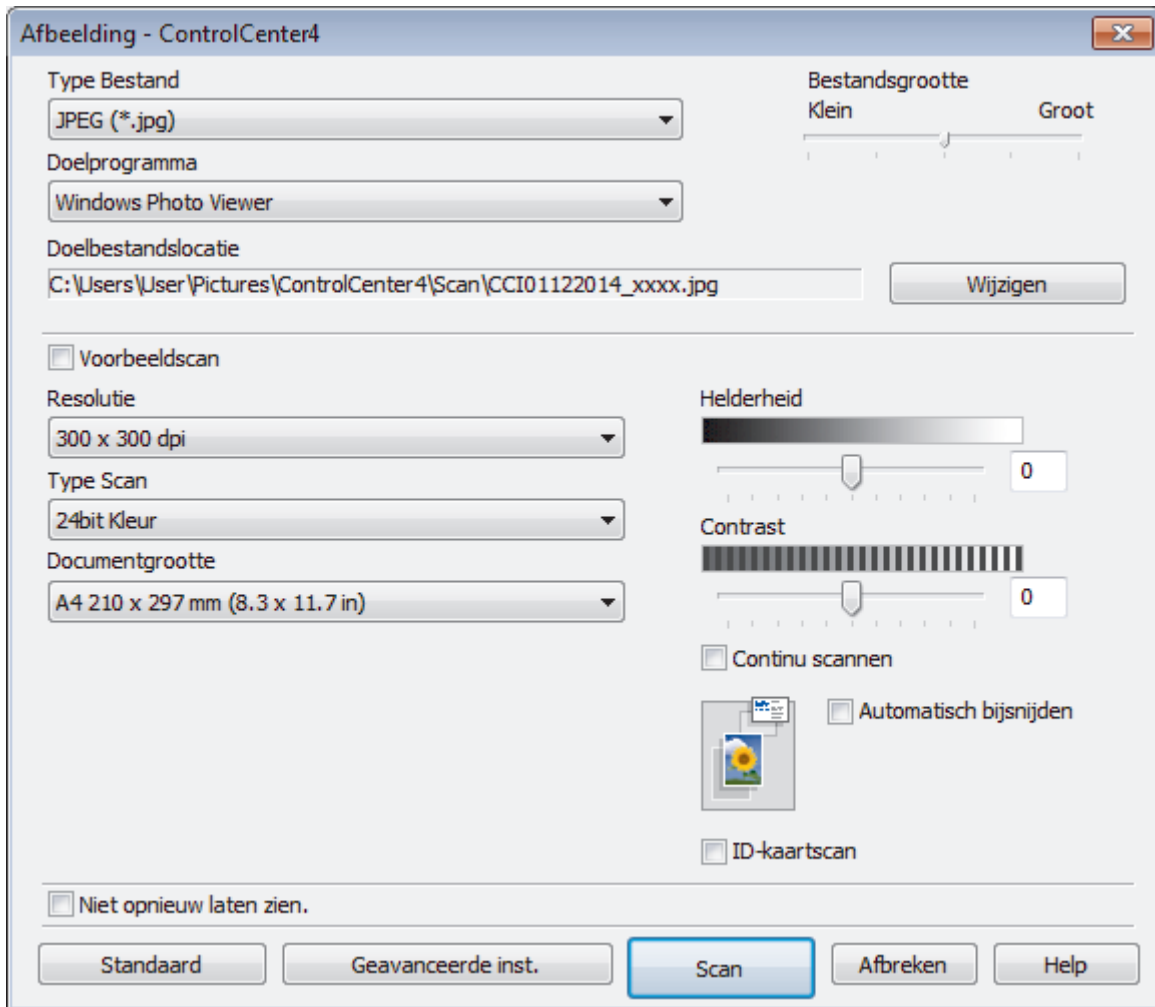 Afbeelding - ControlCenter4
Type Bestand
JPEG (*.jpg)
Bestandsgrootte
Klein Groot
Doelprogramma
Windows Photo Viewer
Doelbestandslocatie
C:\Users\User\Pictures\ControlCenter4\Scan\CCI01122014_xxxx.jpg
Wijzigen
Voorbeeldscan
Resolutie
300 x 300 dpi
Type Scan
24bit Kleur
Documentgrootte
A4 210 x 297 mm (8.3 x 11.7 in)
Helderheid
0
Contrast
0
Continu scannen
Automatisch bijsnijden
ID-kaartscan
Niet opnieuw laten zien.
Standaard
Geavanceerde inst.
Scan
Afbreken
Help